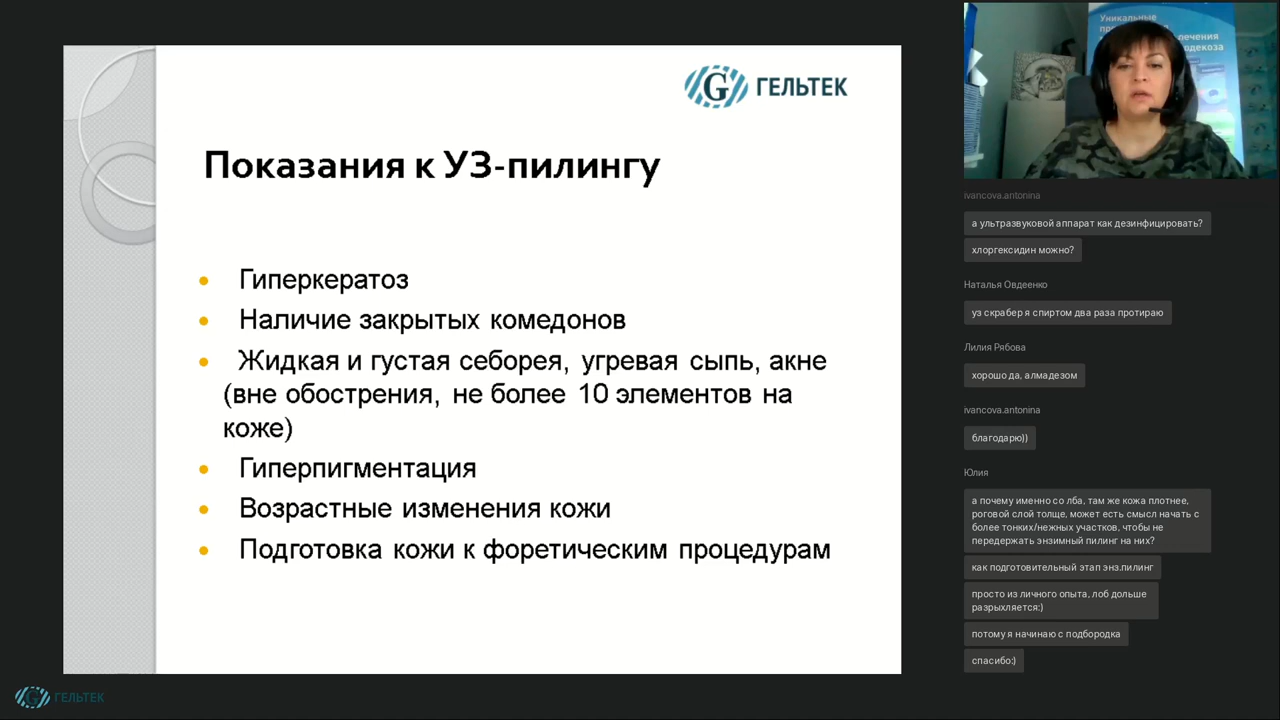 ГЕЛЬТЕК
Показания к УЗ-пилингу
• Гиперкератоз
• Наличие закрытых комедонов
• Жидкая и густая себорея, угревая сыпь, акне
(вне обострения, не более 10 элементов на
коже)
• Гиперпигментация
• Возрастные изменения кожи
• Подготовка кожи к форетическим процедурам
ГЕЛЬТЕК
Уникальные
лечения
одекоза
ivancova.antonina
а ультразвуковой аппарат как дезинфицировать?
хлоргексидин можно?
Наталья Овдеенко
уз скрабер я спиртом два раза протираю
Лилия Рябова
хорошо да, алмадезом
ivancova.antonina
благодарю))
Юлия
а почему именно со лба, там же кожа плотнее,
роговой слой толще, может есть смысл начать с
более тонких/нежных участков, чтобы не
передержать энзимный пилинг на них?
как подготовительный этап энз.пилинг
просто из личного опыта, лоб дольше
разрыхляется:)
потому я начинаю с подбородка
спасибо:)